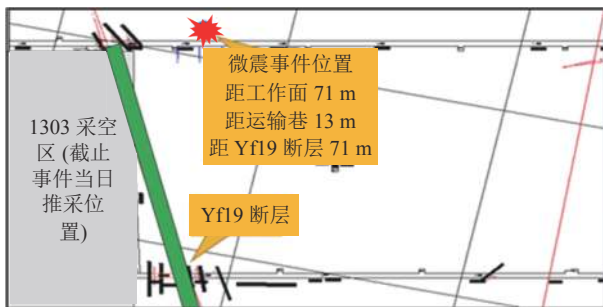 微震事件位置
距工作面 71 m
距运输巷 13 m
距 Yf19 断层 71 m
1303 采空
区 (截止
事件当日
推采位
置)
Yf19 断层